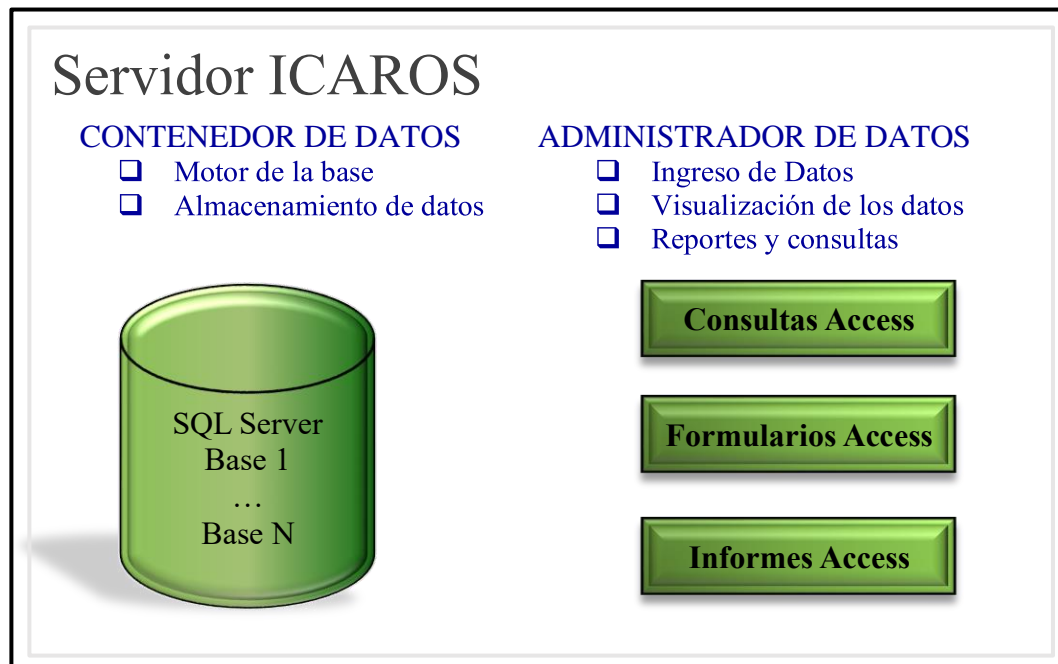 Servidor ICAROS
CONTENEDOR DE DATOS
Motor de la base
Almacenamiento de datos
ADMINISTRADOR DE DATOS
Ingreso de Datos
Visualización de los datos
Reportes y consultas
SQL Server
Base 1
…
Base N
Consultas Access
Formularios Access
Informes Access